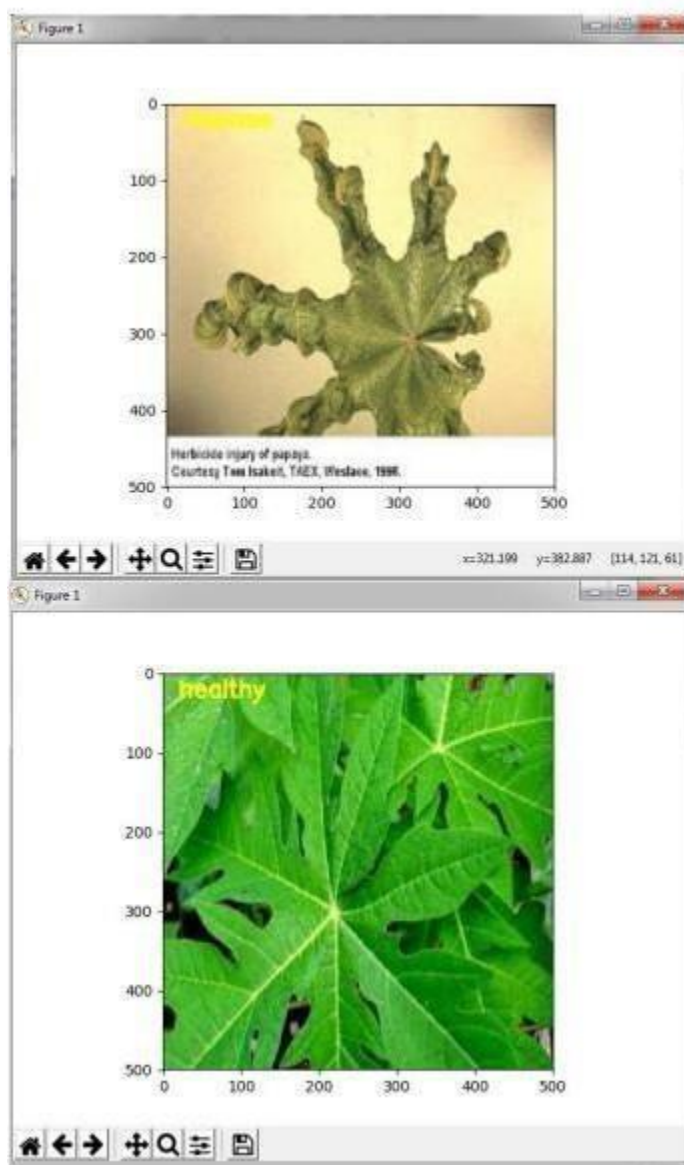 Figure 1
0
100
200
300
400
500
Herbicide injury of papaya.
Courtesy Tom Isakeit, TAEX, Weslaco, 1998.
0 100 200 300 400 500
x=321.199 y=382.887 [114, 121, 61]
Figure 1
healthy
0
100
200
300
400
500
0 100 200 300 400 500